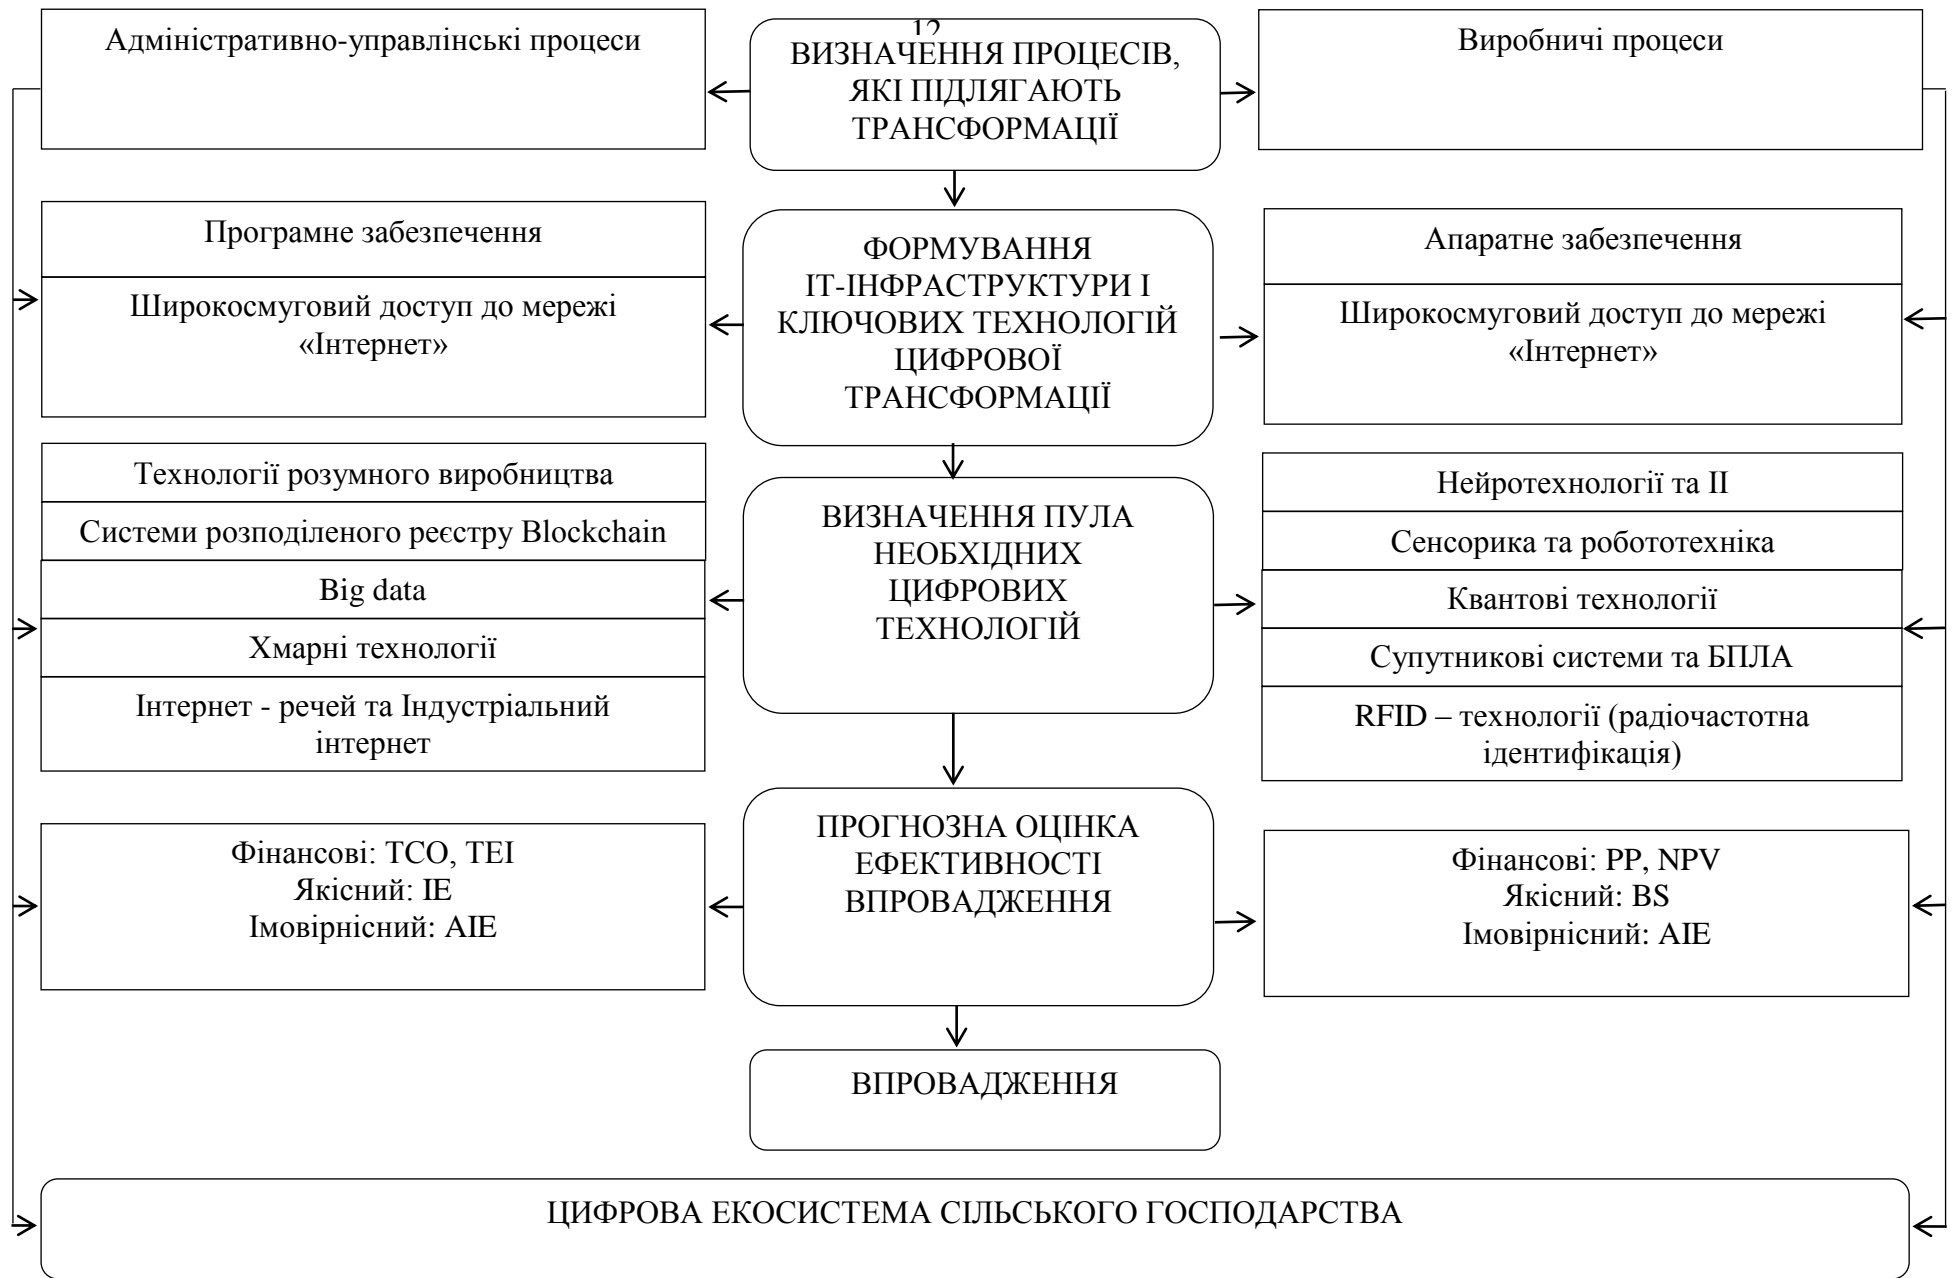 12
Адміністративно-управлінські процеси
ВИЗНАЧЕННЯ ПРОЦЕСІВ,
ЯКІ ПІДЛЯГАЮТЬ
ТРАНСФОРМАЦІЇ
Виробничі процеси
Програмне забезпечення
Широкосмуговий доступ до мережі
«Інтернет»
ФОРМУВАННЯ
ІТ-ІНФРАСТРУКТУРИ І
КЛЮЧОВИХ ТЕХНОЛОГІЙ
ЦИФРОВОЇ
ТРАНСФОРМАЦІЇ
Апаратне забезпечення
Широкосмуговий доступ до мережі
«Інтернет»
Технології розумного виробництва
Системи розподіленого реєстру Blockchain
Big data
Хмарні технології
Інтернет - речей та Індустріальний
інтернет
ВИЗНАЧЕННЯ ПУЛА
НЕОБХІДНИХ
ЦИФРОВИХ
ТЕХНОЛОГІЙ
Нейротехнології та ІІ
Сенсорика та робототехніка
Квантові технології
Супутникові системи та БПЛА
RFID – технології (радіочастотна
ідентифікація)
Фінансові: TCO, TEI
Якісний: IE
Імовірнісний: AIE
ПРОГНОЗНА ОЦІНКА
ЕФЕКТИВНОСТІ
ВПРОВАДЖЕННЯ
Фінансові: PP, NPV
Якісний: BS
Імовірнісний: AIE
ВПРОВАДЖЕННЯ
ЦИФРОВА ЕКОСИСТЕМА СІЛЬСЬКОГО ГОСПОДАРСТВА